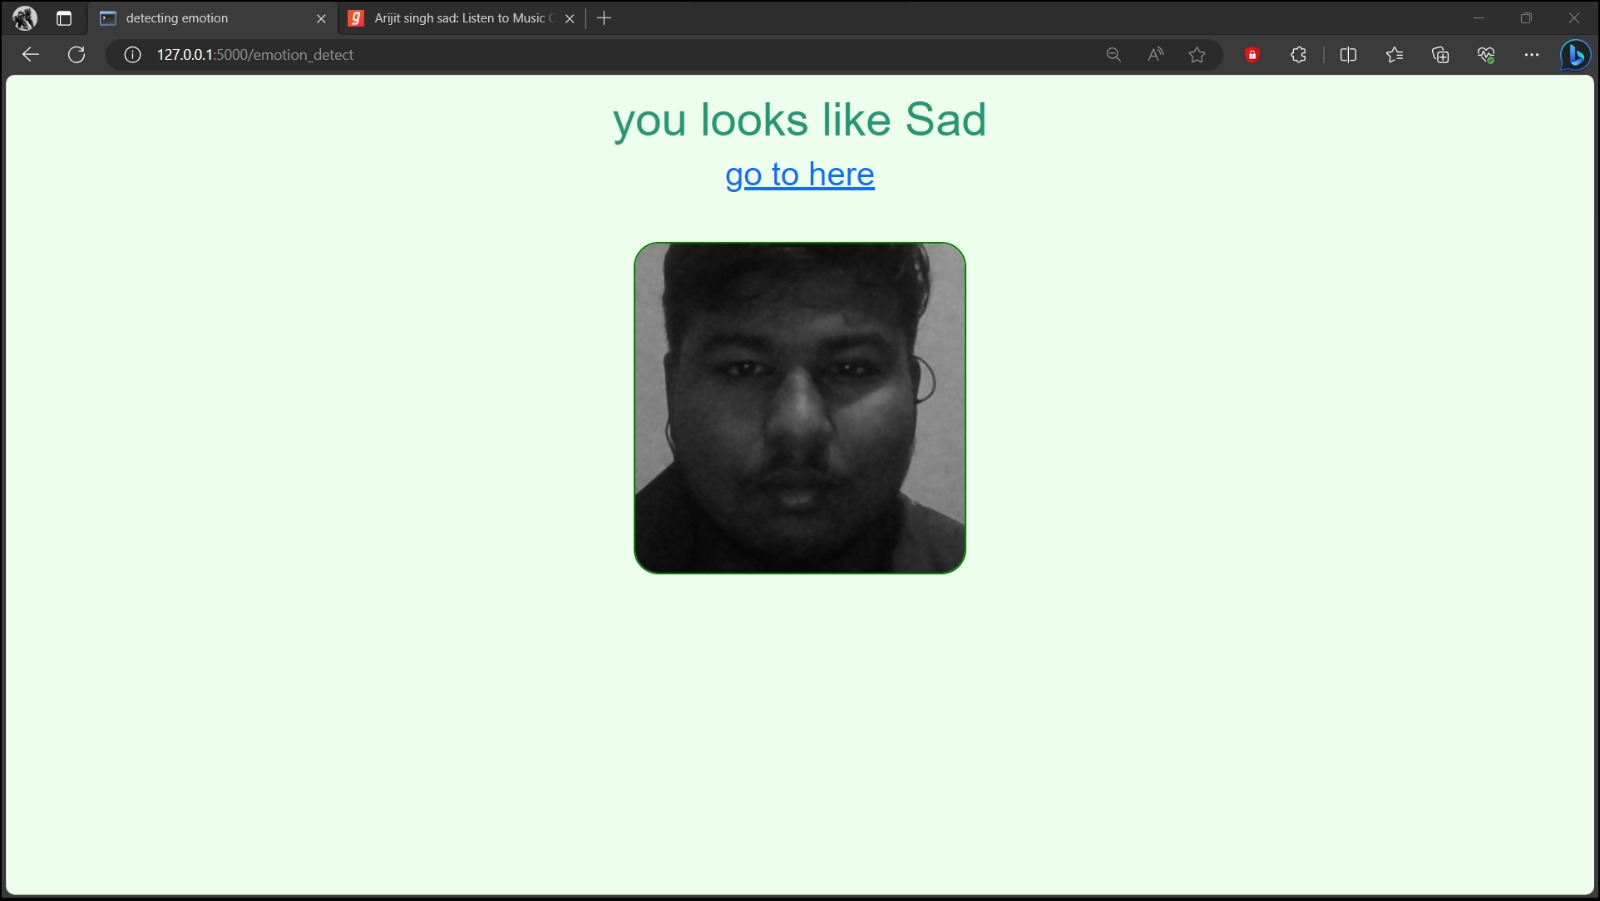 detecting emotion
Arijit singh sad: Listen to Music
127.0.0.1:5000/emotion_detect
you looks like Sad
go to here